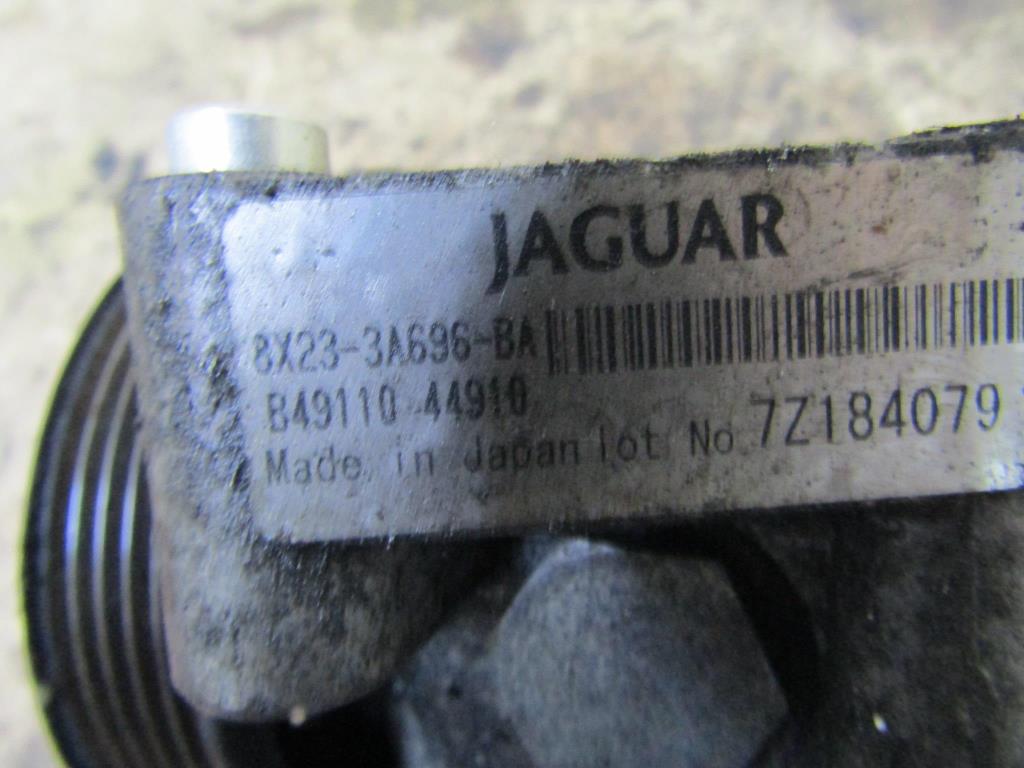 JAGUAR
8X23-3A696-BA
B49110 44910
Made in Japan lot No 7Z184079